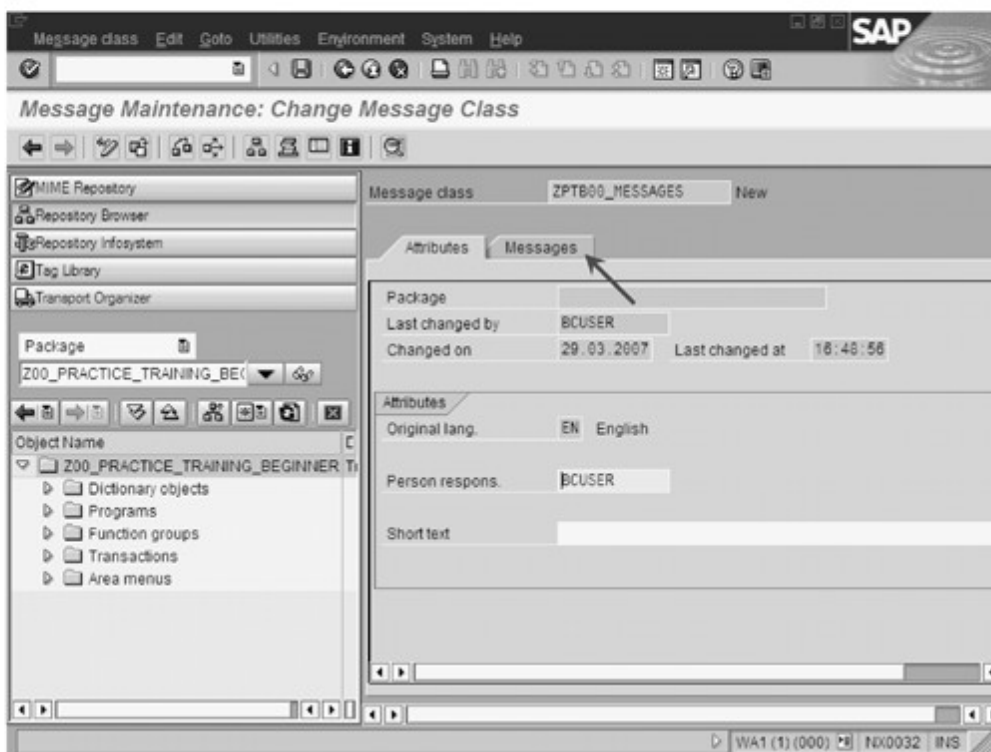 Message class Edit Goto Utilities Environment System Help
SAP
Message Maintenance: Change Message Class
MIME Repository
Repository Browser
Repository Infosystem
Tag Library
Transport Organizer
Package
Z00_PRACTICE_TRAINING_BE(
Object Name D
Z00_PRACTICE_TRAINING_BEGINNER Tr
Dictionary objects
Programs
Function groups
Transactions
Area menus
Message class ZPTB00_MESSAGES New
Attributes Messages
Package
Last changed by BCUSER
Changed on 29.03.2007 Last changed at 16:48:56
Attributes
Original lang. EN English
Person respons. BCUSER
Short text
WA1 (1) (000) NX0032 INS